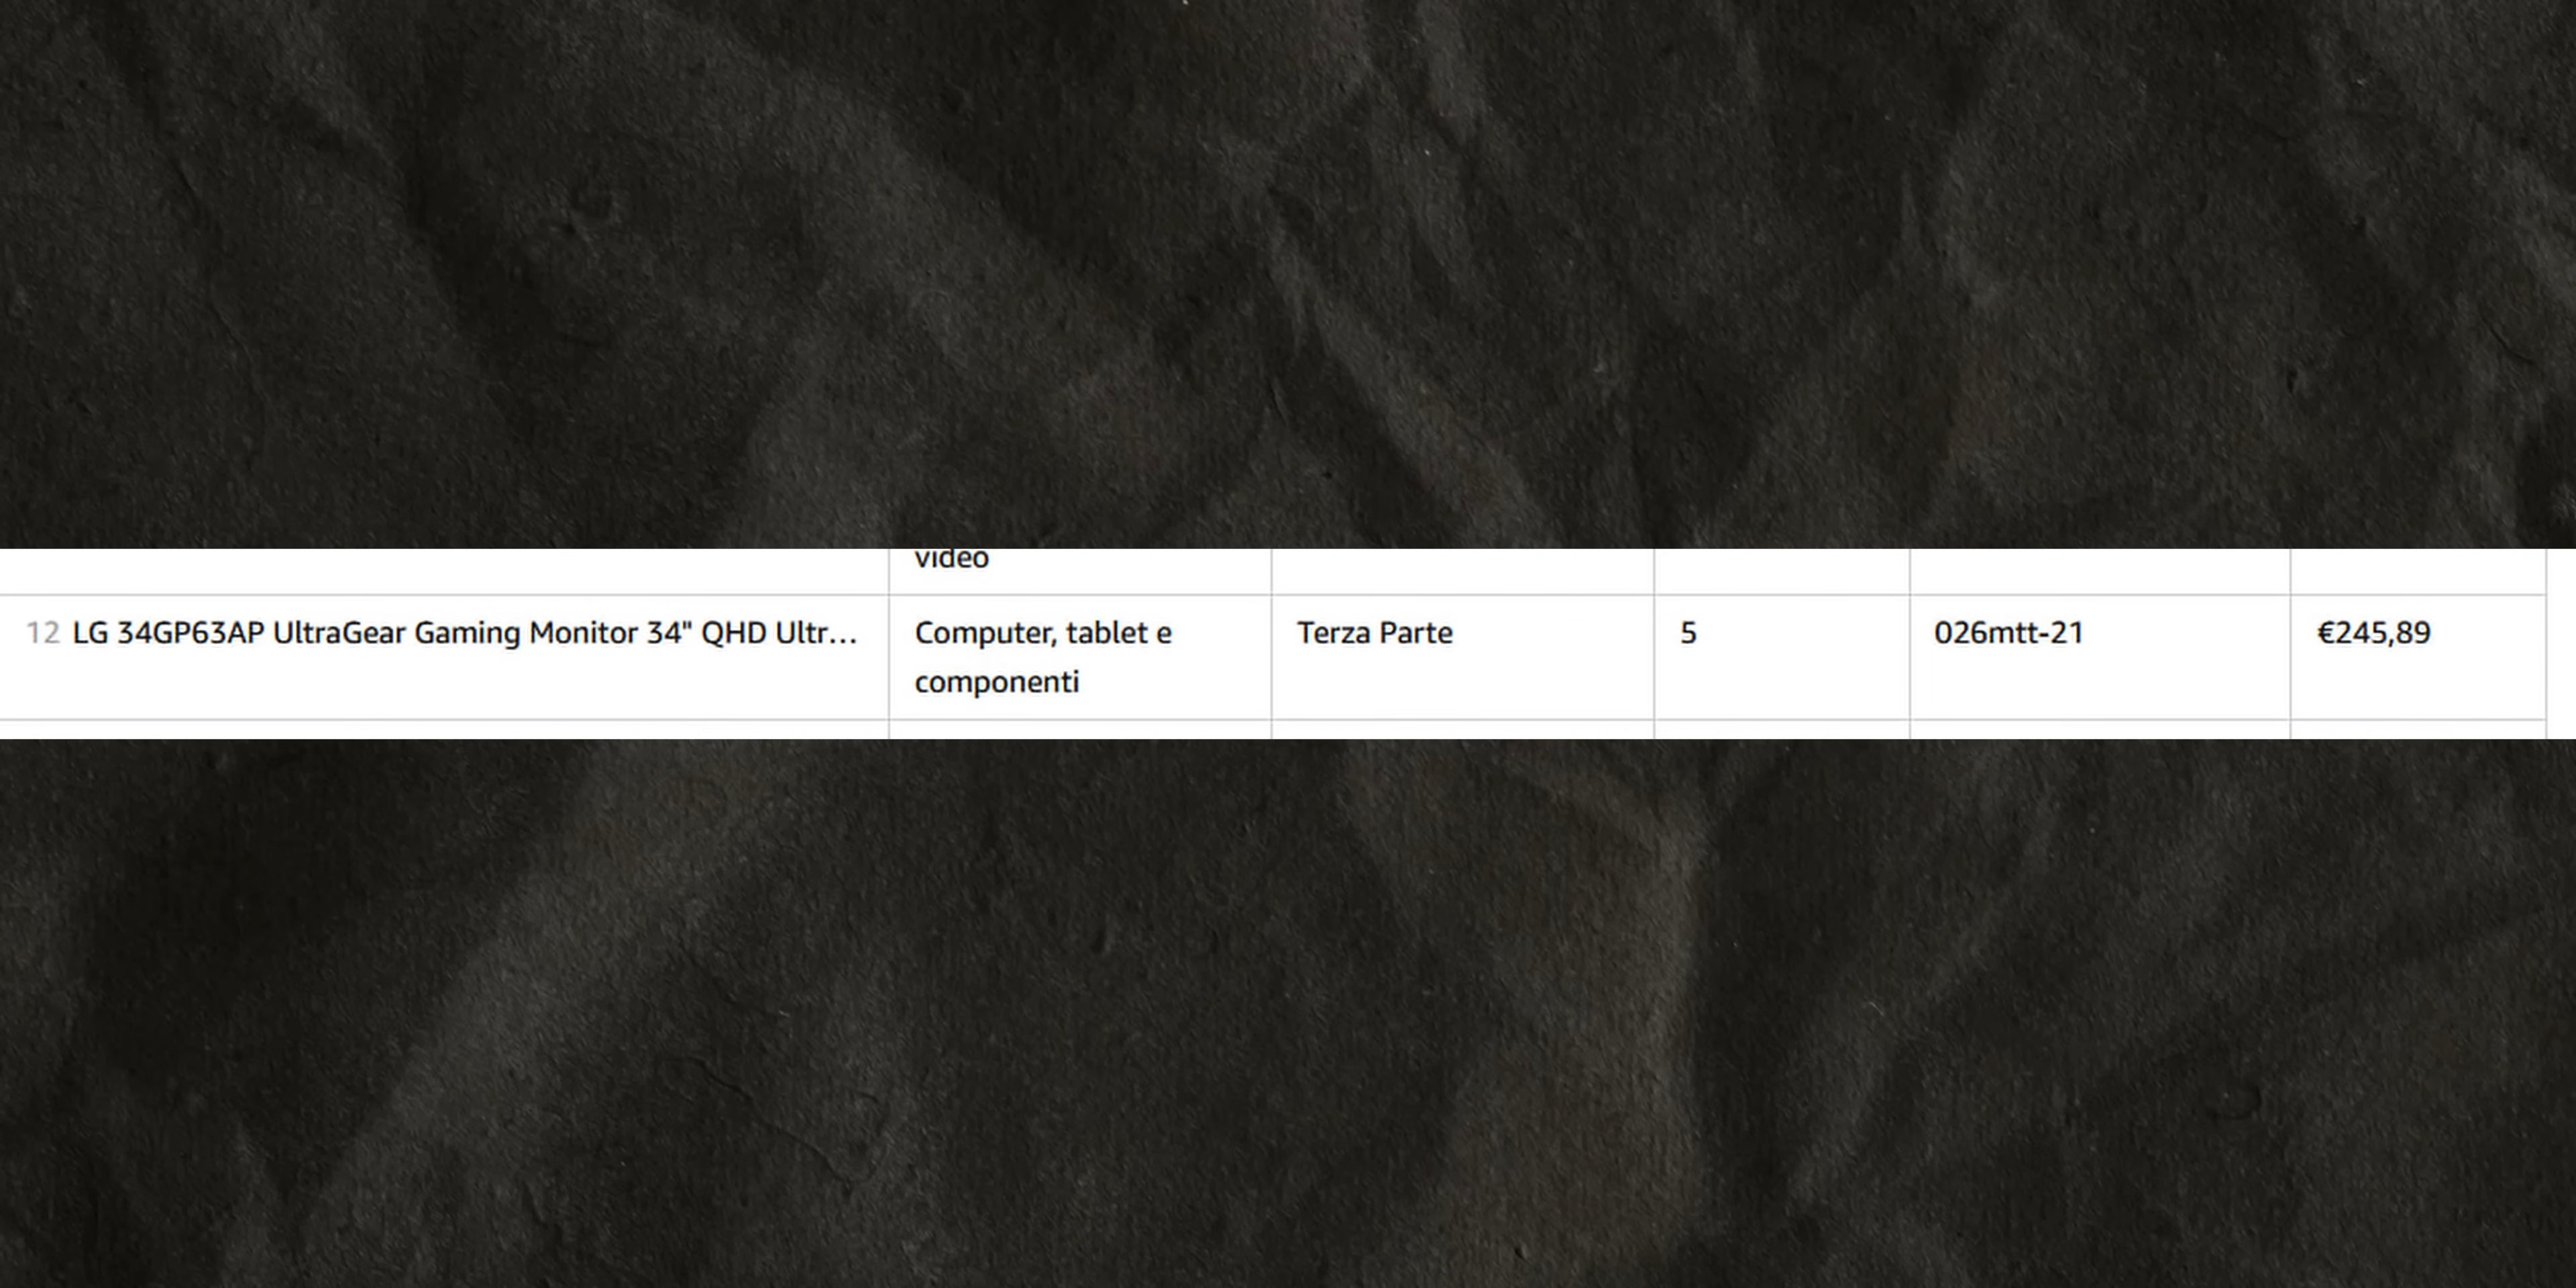 video
12 LG 34GP63AP UltraGear Gaming Monitor 34" QHD Ultr... Computer, tablet e Terza Parte 5 026mtt-21 €245,89
componenti